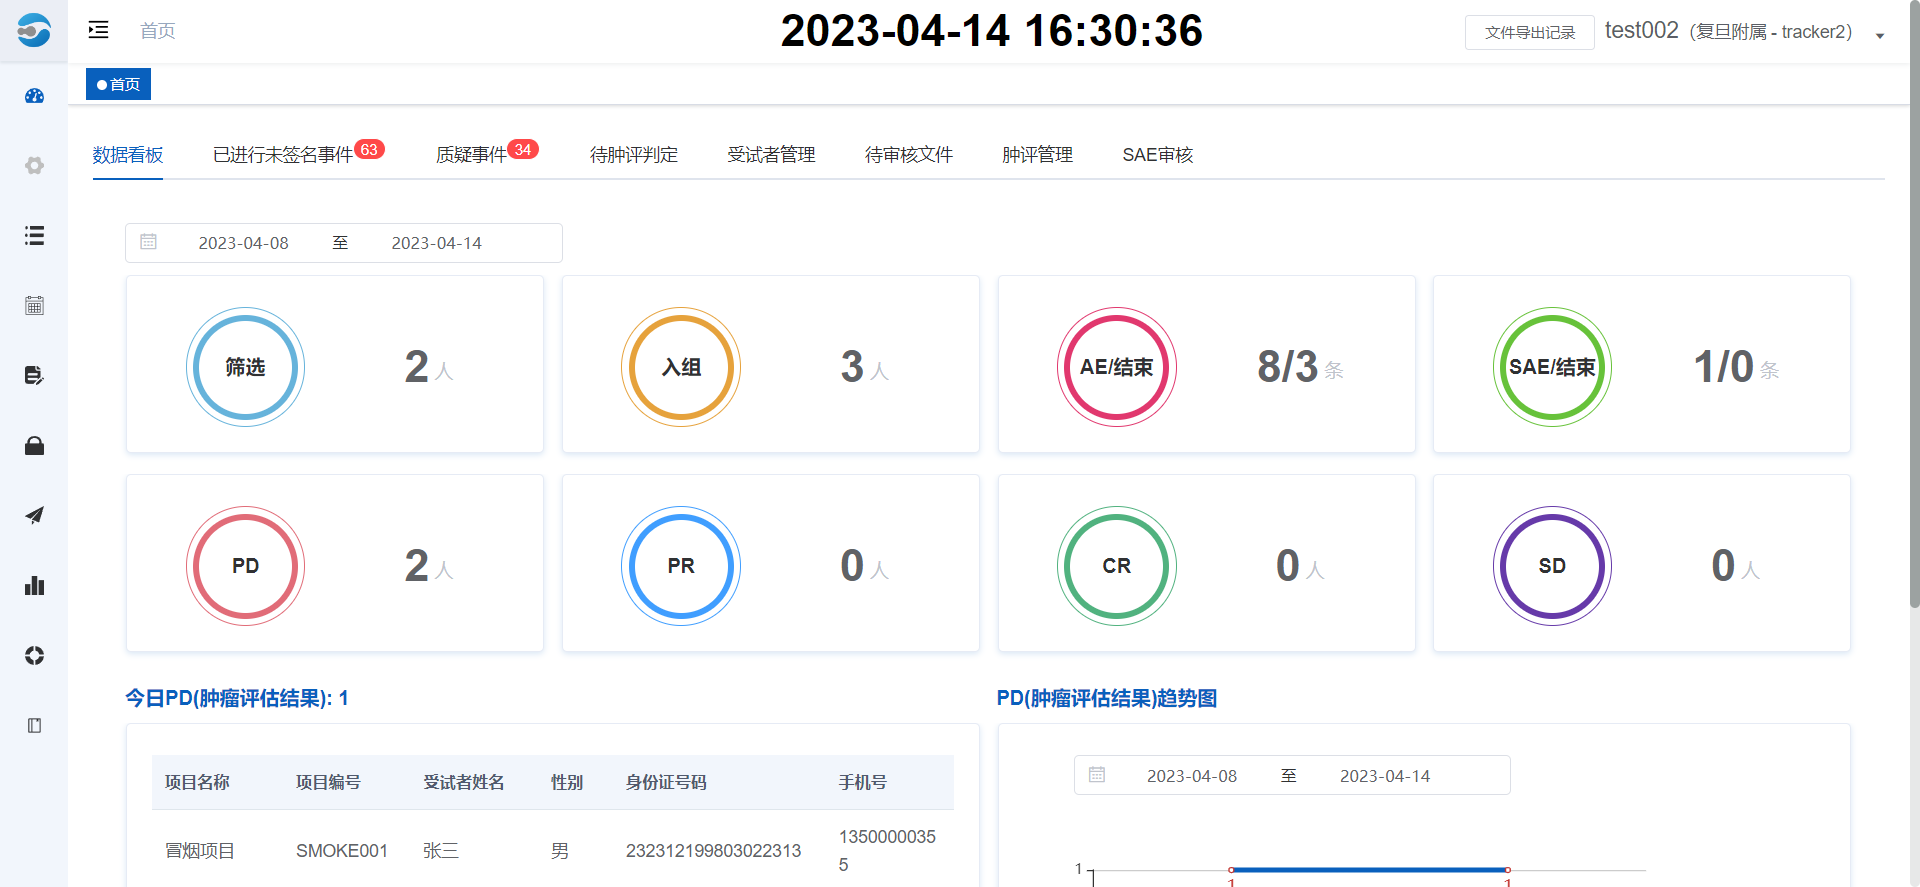 首页
2023-04-14 16:30:36
文件导出记录
test002（复旦附属 - tracker2）
首页
数据看板 已进行未签名事件 63 质疑事件 34 待肿评判定 受试者管理 待审核文件 肿评管理 SAE审核
2023-04-08 至 2023-04-14
筛选 2 人 入组 3 人 AE/结束 8/3 条 SAE/结束 1/0 条
PD 2 人 PR 0 人 CR 0 人 SD 0 人
今日PD(肿瘤评估结果): 1
项目名称 项目编号 受试者姓名 性别 身份证号码 手机号
冒烟项目 SMOKE001 张三 男 232312199803022313 1350000035
5
PD(肿瘤评估结果)趋势图
2023-04-08 至 2023-04-14
1
1 1